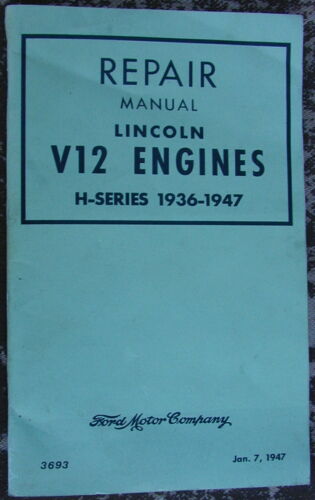 REPAIR
MANUAL
LINCOLN
V12 ENGINES
H-SERIES 1936-1947
Ford Motor Company
3693
Jan. 7, 1947